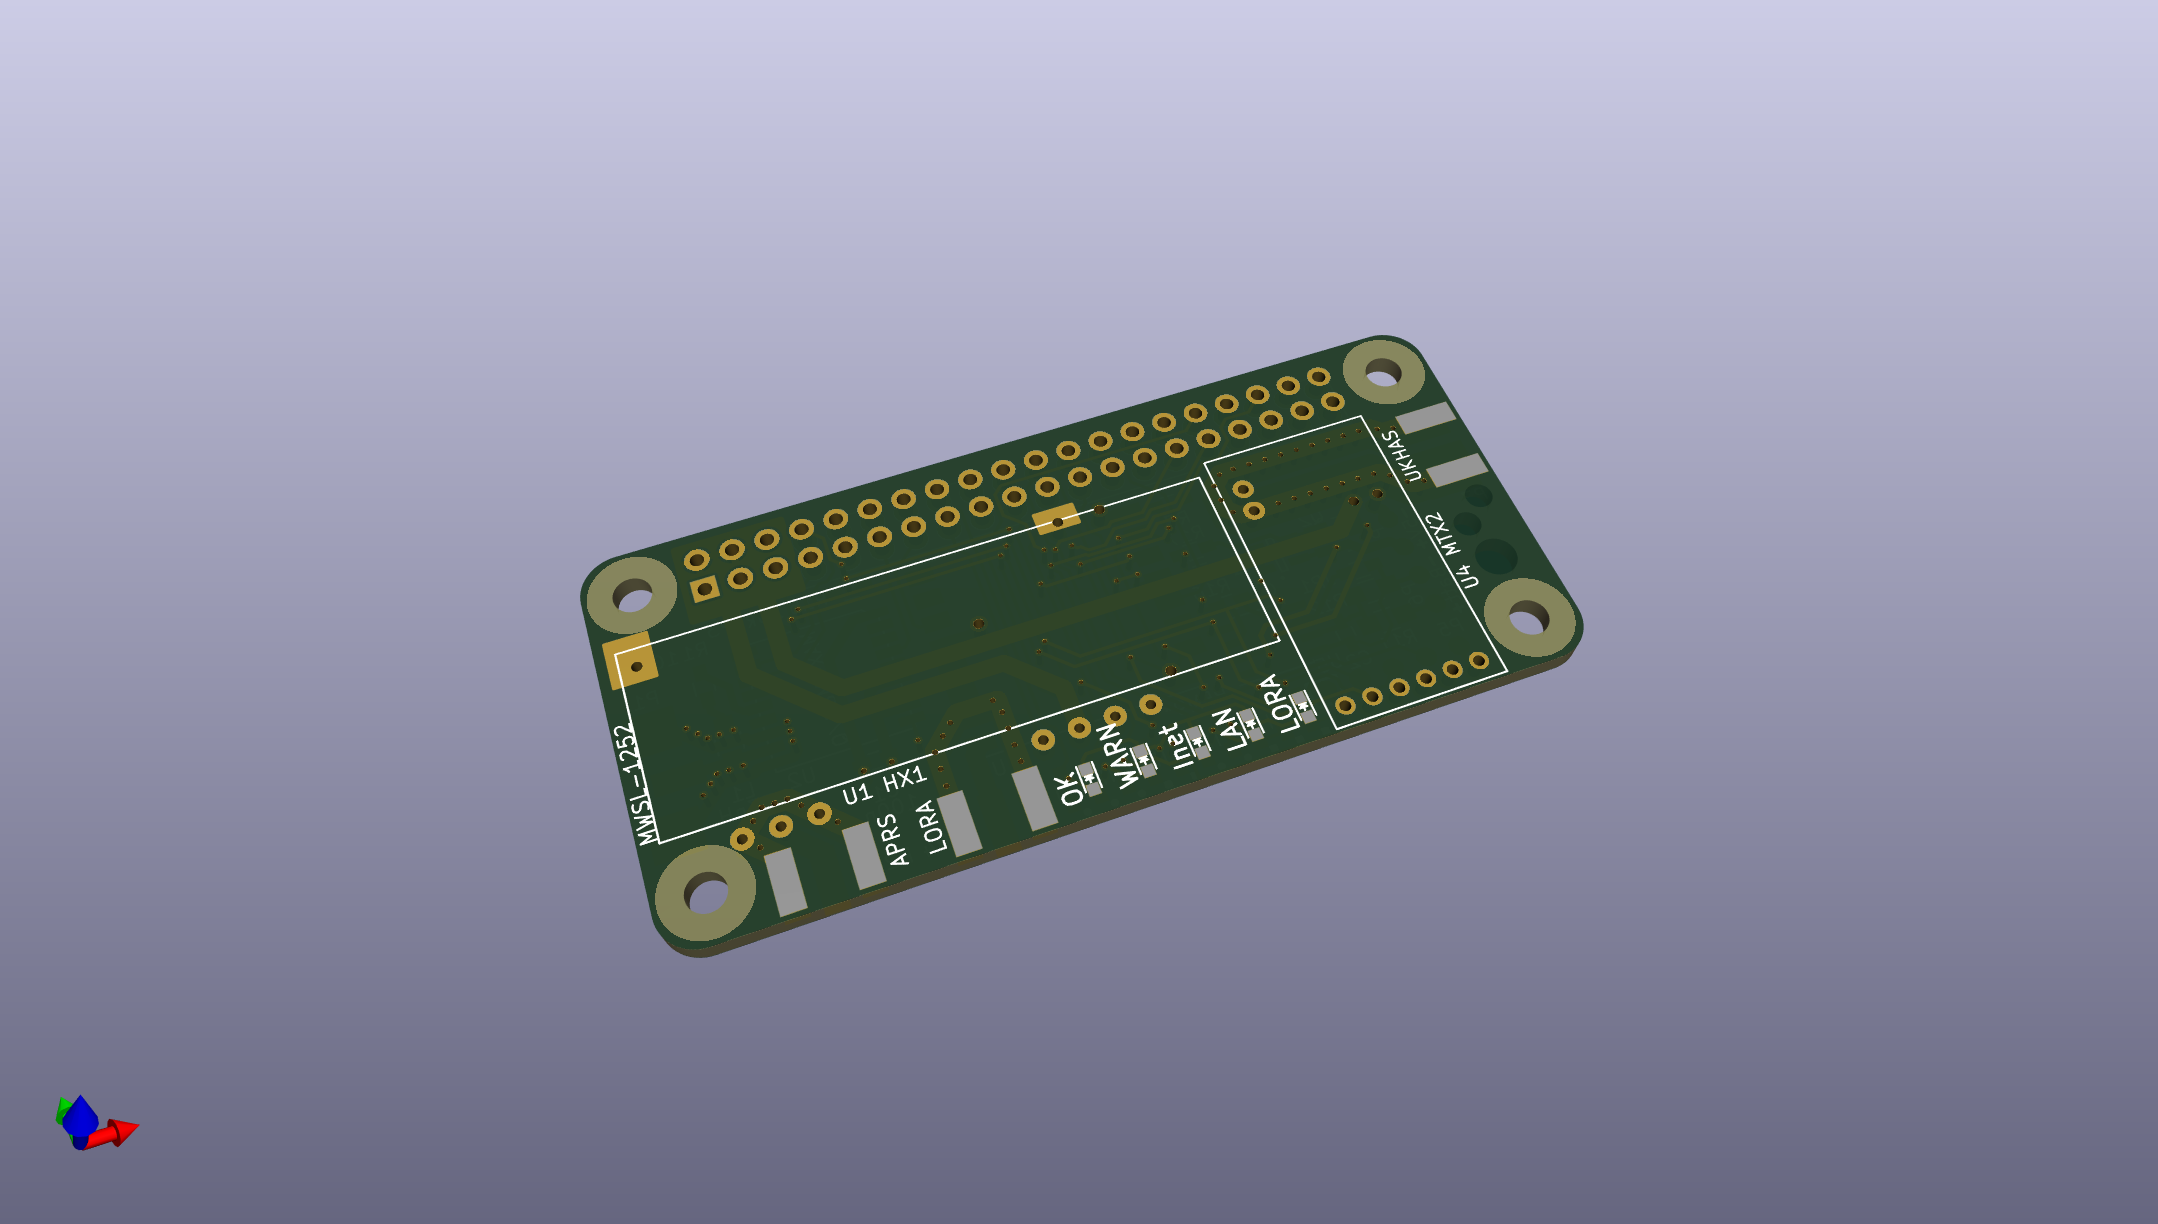 UKHAS
U4 MTX2
MWSL-1252
U1 HX1
APRS
LORA
OK
WARN
Inet
LAN
LORA